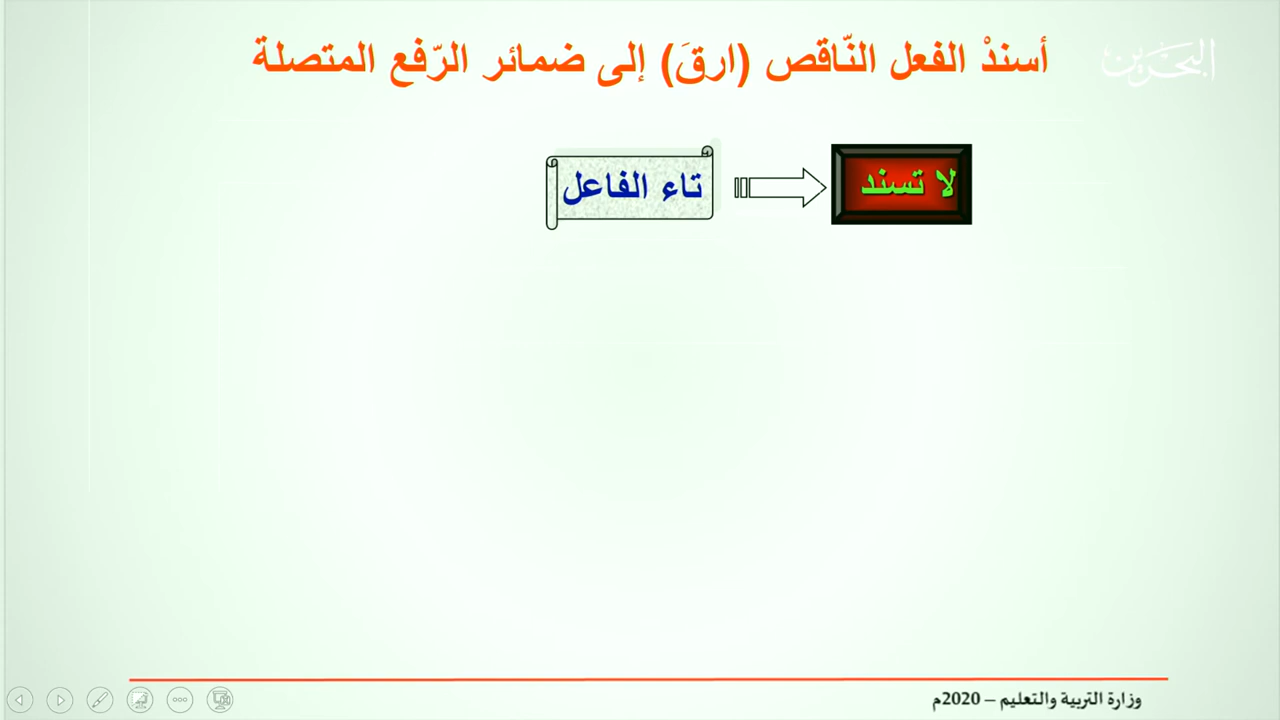 البحرين
أسندْ الفعل النّاقص (ارقَ) إلى ضمائر الرّفع المتصلة
لا تسند
تاء الفاعل
وزارة التربية والتعليم – 2020م